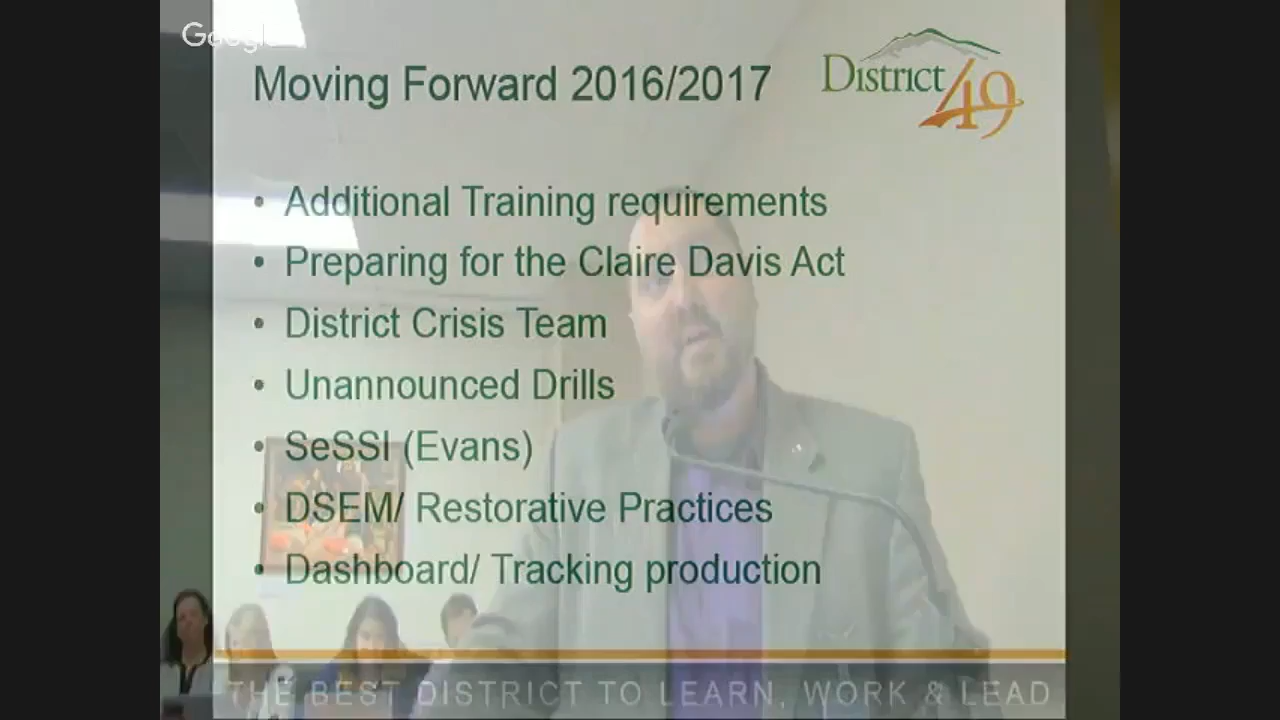 Google
Moving Forward 2016/2017
District 49
• Additional Training requirements
• Preparing for the Claire Davis Act
• District Crisis Team
• Unannounced Drills
• SeSSI (Evans)
• DSEM/ Restorative Practices
• Dashboard/ Tracking production
THE BEST DISTRICT TO LEARN, WORK & LEAD